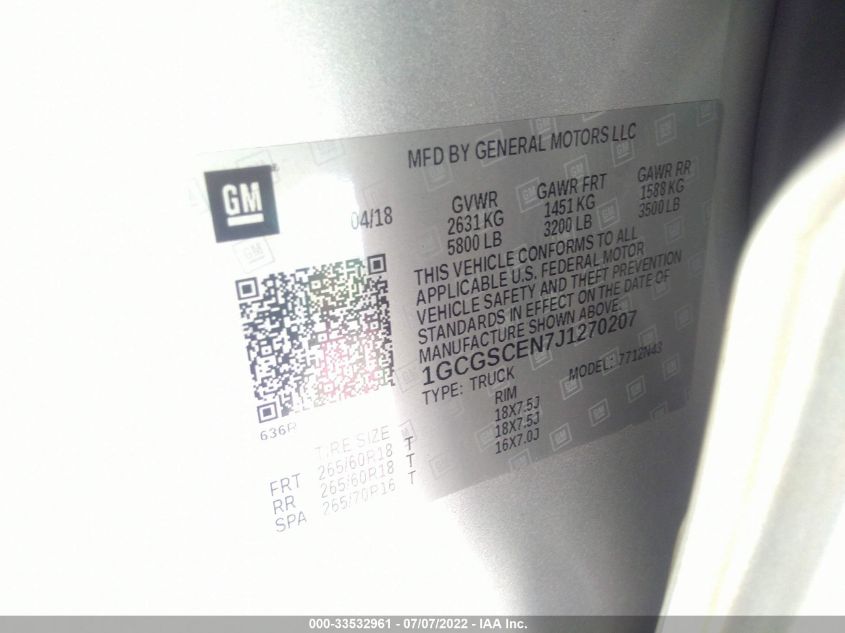 MFD BY GENERAL MOTORS LLC
GM
®
04/18
GVWR GAWR FRT GAWR RR
2631 KG 1451 KG 1588 KG
5800 LB 3200 LB 3500 LB
THIS VEHICLE CONFORMS TO ALL
APPLICABLE U.S. FEDERAL MOTOR
VEHICLE SAFETY AND THEFT PREVENTION
STANDARDS IN EFFECT ON THE DATE OF
MANUFACTURE SHOWN ABOVE.
1GCGSCEN7J1270207
TYPE: TRUCK MODEL: 7712N43
636R
TIRE SIZE RIM
FRT 265/60R18 T 18X7.5J
RR 265/60R18 T 18X7.5J
SPA 265/70R16 T 16X7.0J
000-33532961 - 07/07/2022 - IAA Inc.